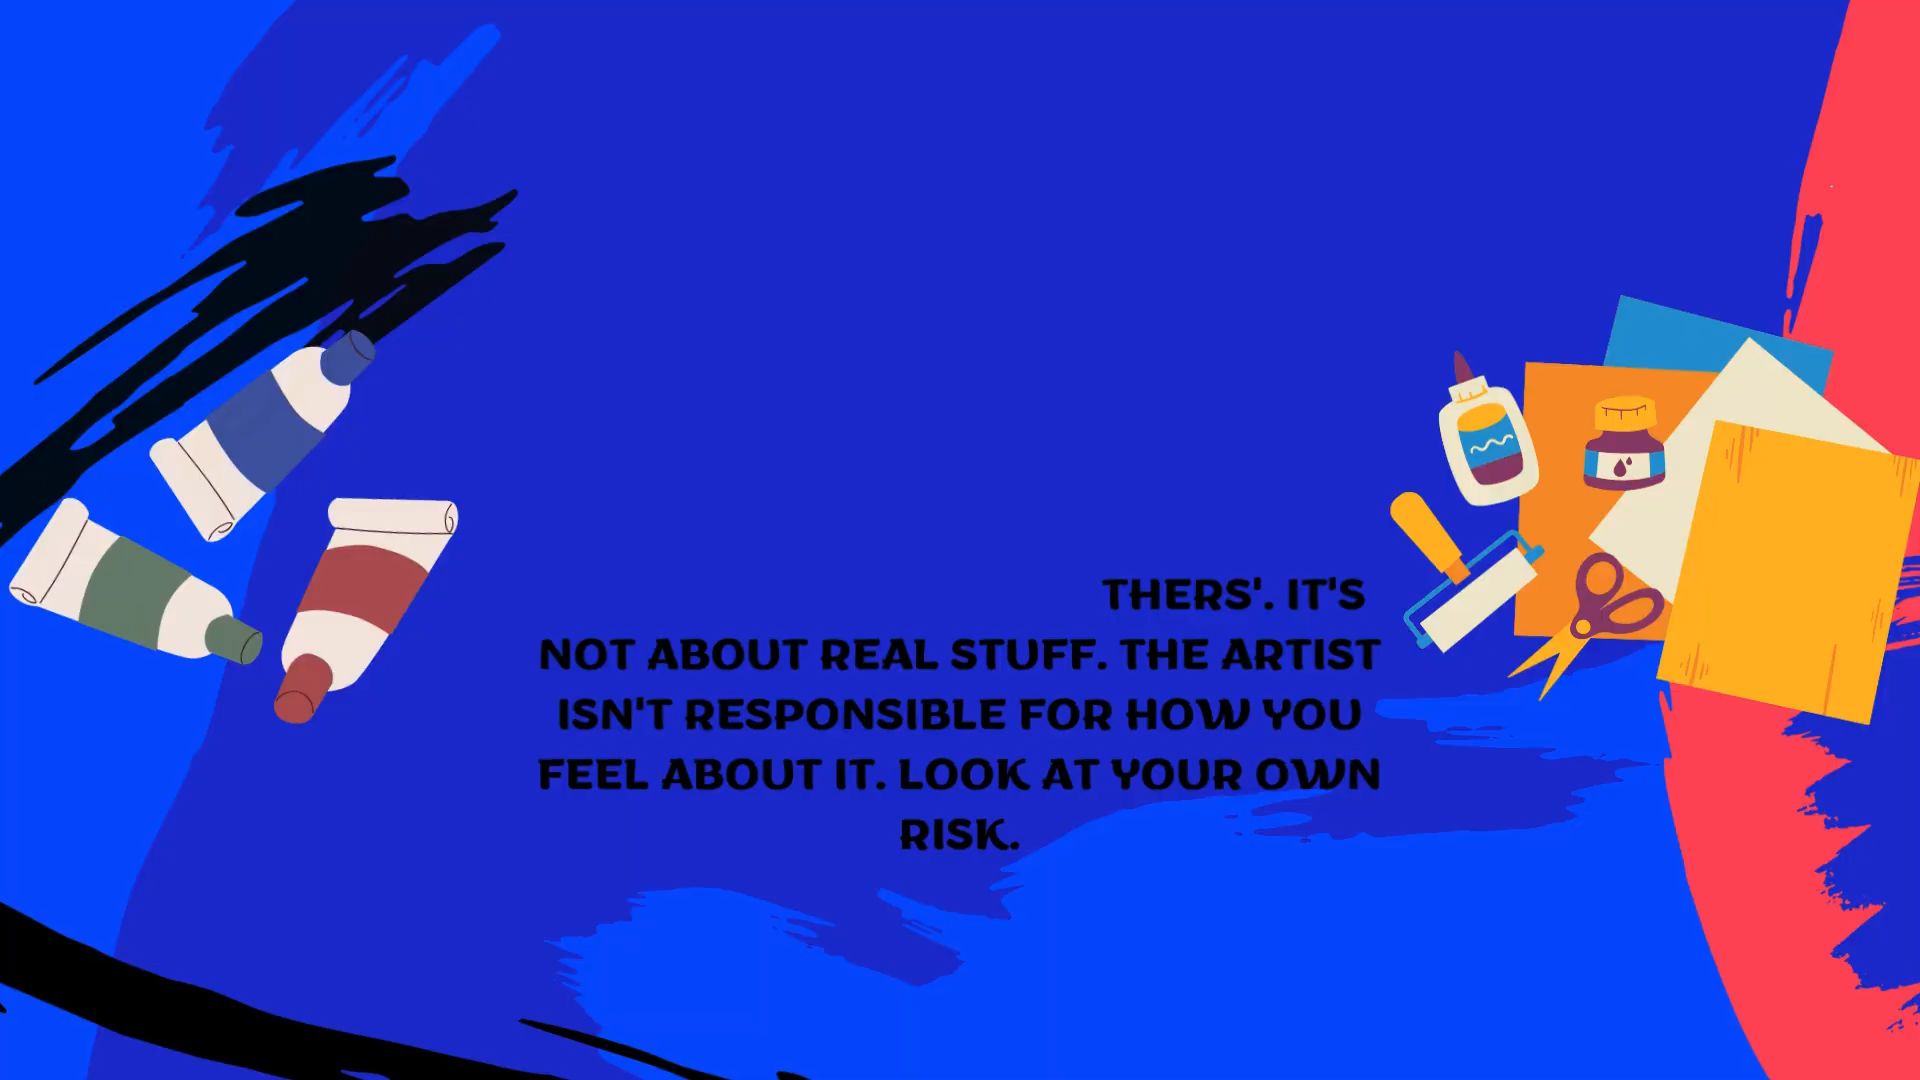 THERS'. IT'S
NOT ABOUT REAL STUFF. THE ARTIST
ISN'T RESPONSIBLE FOR HOW YOU
FEEL ABOUT IT. LOOK AT YOUR OWN
RISK.